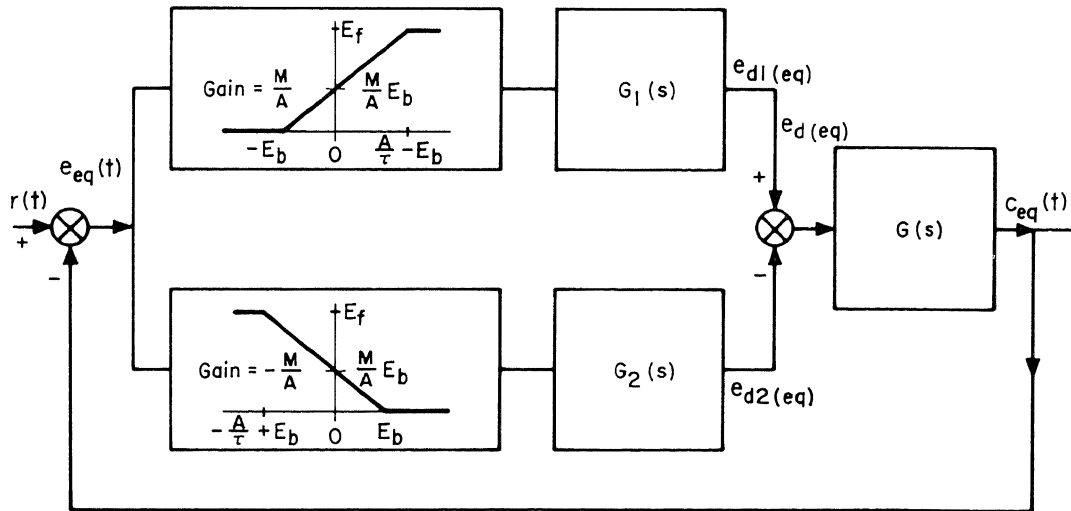 +E_f
Gain = M/A
M/A E_b
-E_b
0
A/τ -E_b
G_1(s)
e_d1(eq)
e_d(eq)
e_eq(t)
r(t)
+
-
+
-
G(s)
c_eq(t)
+E_f
Gain = -M/A
M/A E_b
-A/τ +E_b
0
E_b
G_2(s)
e_d2(eq)